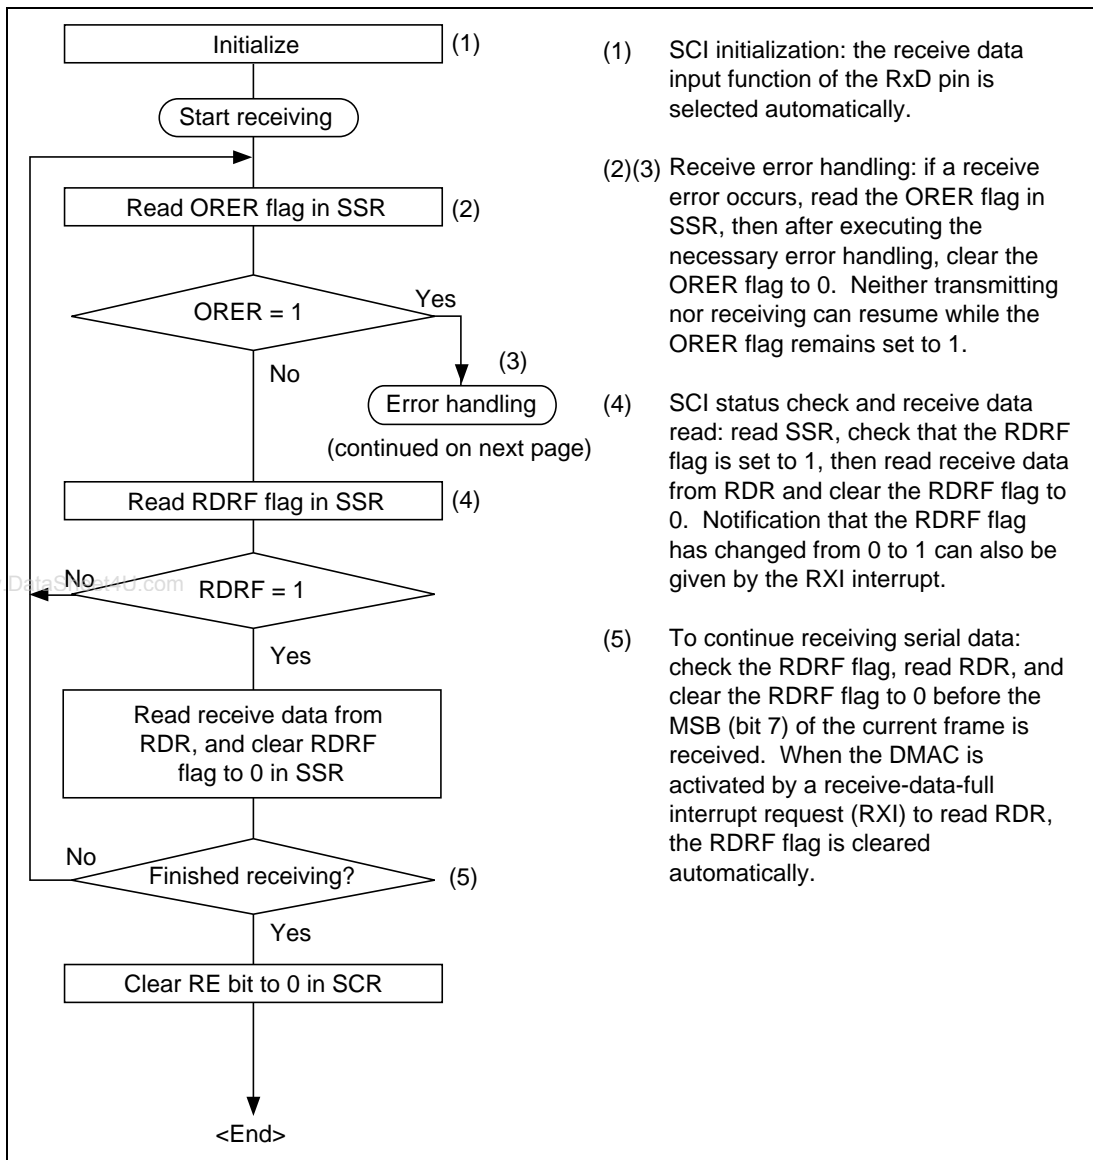 Initialize
(1)
Start receiving
Read ORER flag in SSR
(2)
ORER = 1
Yes
No
(3)
Error handling
(continued on next page)
Read RDRF flag in SSR
(4)
RDRF = 1
No
Yes
Read receive data from
RDR, and clear RDRF
flag to 0 in SSR
Finished receiving?
(5)
No
Yes
Clear RE bit to 0 in SCR
<End>
(1) SCI initialization: the receive data
input function of the RxD pin is
selected automatically.
(2)(3) Receive error handling: if a receive
error occurs, read the ORER flag in
SSR, then after executing the
necessary error handling, clear the
ORER flag to 0. Neither transmitting
nor receiving can resume while the
ORER flag remains set to 1.
(4) SCI status check and receive data
read: read SSR, check that the RDRF
flag is set to 1, then read receive data
from RDR and clear the RDRF flag to
0. Notification that the RDRF flag
has changed from 0 to 1 can also be
given by the RXI interrupt.
(5) To continue receiving serial data:
check the RDRF flag, read RDR, and
clear the RDRF flag to 0 before the
MSB (bit 7) of the current frame is
received. When the DMAC is
activated by a receive-data-full
interrupt request (RXI) to read RDR,
the RDRF flag is cleared
automatically.